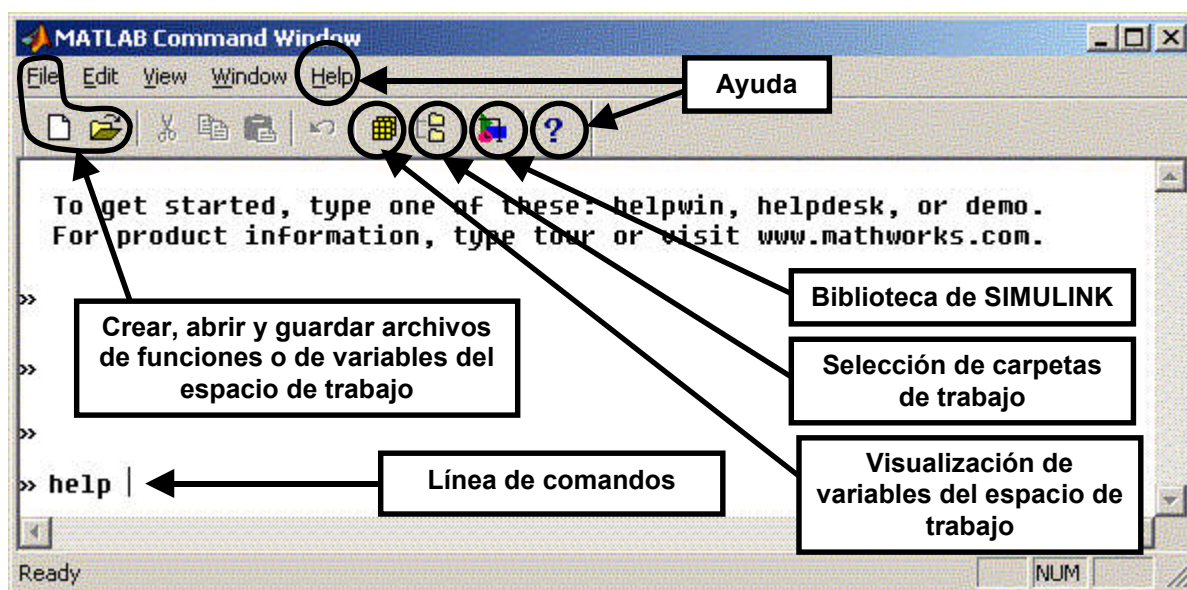 MATLAB Command Window
File Edit View Window Help
Ayuda
?
To get started, type one of these: helpwin, helpdesk, or demo.
For product information, type tour or visit www.mathworks.com.
»
Biblioteca de SIMULINK
Crear, abrir y guardar archivos
de funciones o de variables del
espacio de trabajo
»
Selección de carpetas
de trabajo
»
Visualización de
variables del espacio de
trabajo
Línea de comandos
» help
Ready
NUM